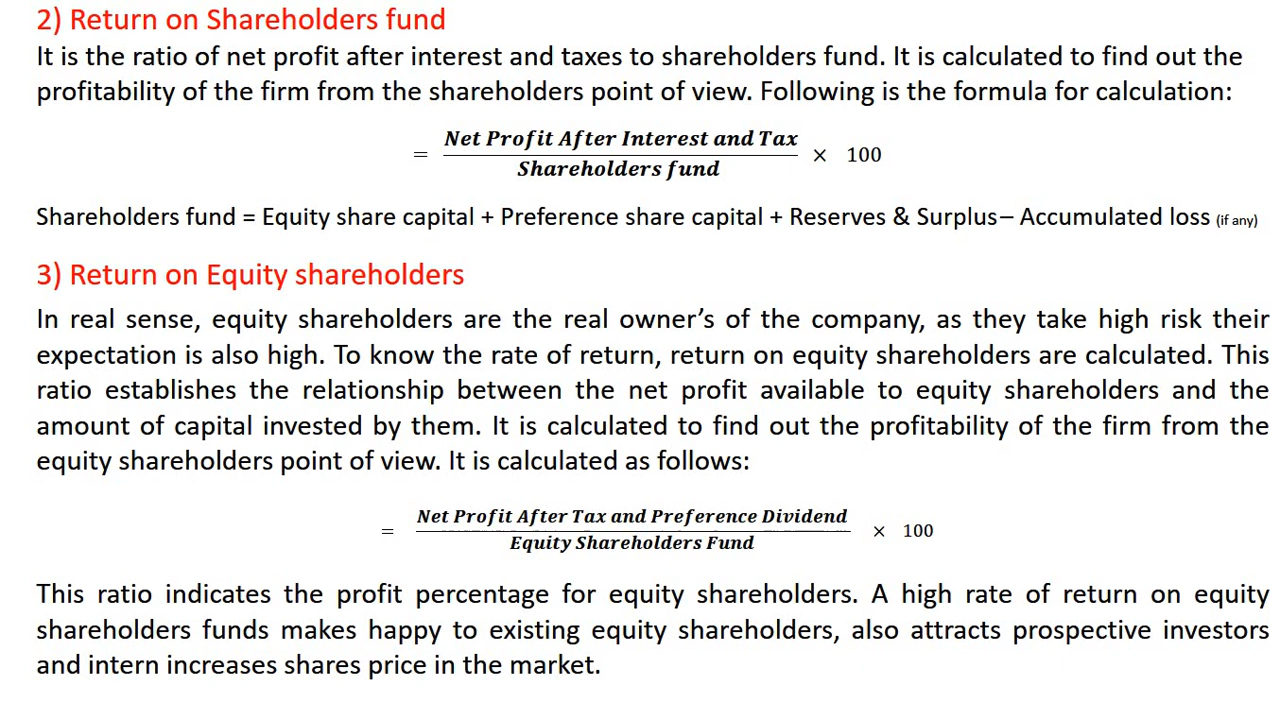 2) Return on Shareholders fund
It is the ratio of net profit after interest and taxes to shareholders fund. It is calculated to find out the
profitability of the firm from the shareholders point of view. Following is the formula for calculation:
= Net Profit After Interest and Tax × 100
Shareholders fund
Shareholders fund = Equity share capital + Preference share capital + Reserves & Surplus– Accumulated loss (if any)
3) Return on Equity shareholders
In real sense, equity shareholders are the real owner’s of the company, as they take high risk their
expectation is also high. To know the rate of return, return on equity shareholders are calculated. This
ratio establishes the relationship between the net profit available to equity shareholders and the
amount of capital invested by them. It is calculated to find out the profitability of the firm from the
equity shareholders point of view. It is calculated as follows:
= Net Profit After Tax and Preference Dividend × 100
Equity Shareholders Fund
This ratio indicates the profit percentage for equity shareholders. A high rate of return on equity
shareholders funds makes happy to existing equity shareholders, also attracts prospective investors
and intern increases shares price in the market.